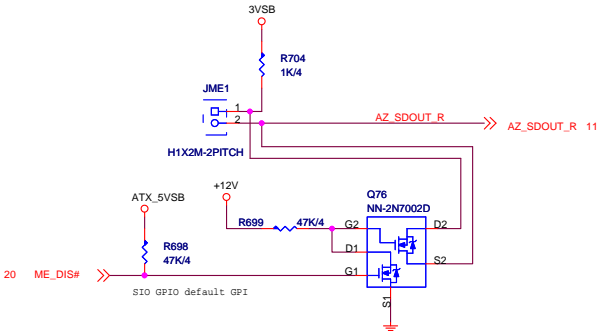 3VSB
R704
1K/4
JME1
1
2
H1X2M-2PITCH
AZ_SDOUT_R
AZ_SDOUT_R 11
ATX_5VSB
+12V
R699
47K/4
Q76
NN-2N7002D
G2
D2
D1
S2
G1
S1
R698
47K/4
20 ME_DIS#
SIO GPIO default GPI